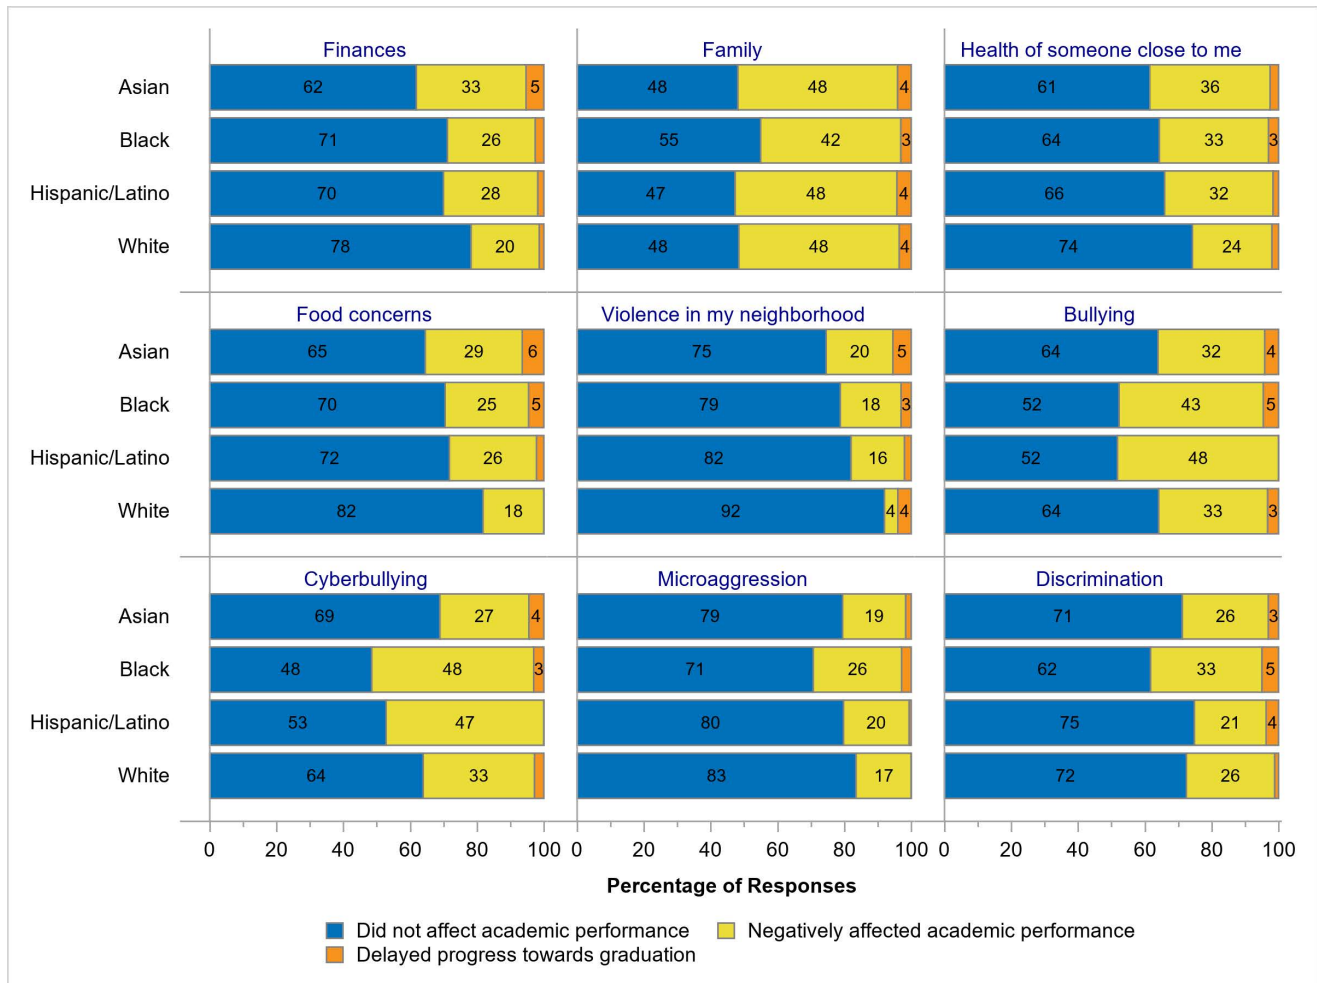 Finances Family Health of someone close to me
Asian 62 33 5 48 48 4 61 36
Black 71 26 55 42 3 64 33 3
Hispanic/Latino 70 28 47 48 4 66 32
White 78 20 48 48 4 74 24
Food concerns Violence in my neighborhood Bullying
Asian 65 29 6 75 20 5 64 32 4
Black 70 25 5 79 18 3 52 43 5
Hispanic/Latino 72 26 82 16 52 48
White 82 18 92 4 4 64 33 3
Cyberbullying Microaggression Discrimination
Asian 69 27 4 79 19 71 26 3
Black 48 48 3 71 26 62 33 5
Hispanic/Latino 53 47 80 20 75 21 4
White 64 33 83 17 72 26
0 20 40 60 80 100 0 20 40 60 80 100 0 20 40 60 80 100
Percentage of Responses
Did not affect academic performance Negatively affected academic performance
Delayed progress towards graduation